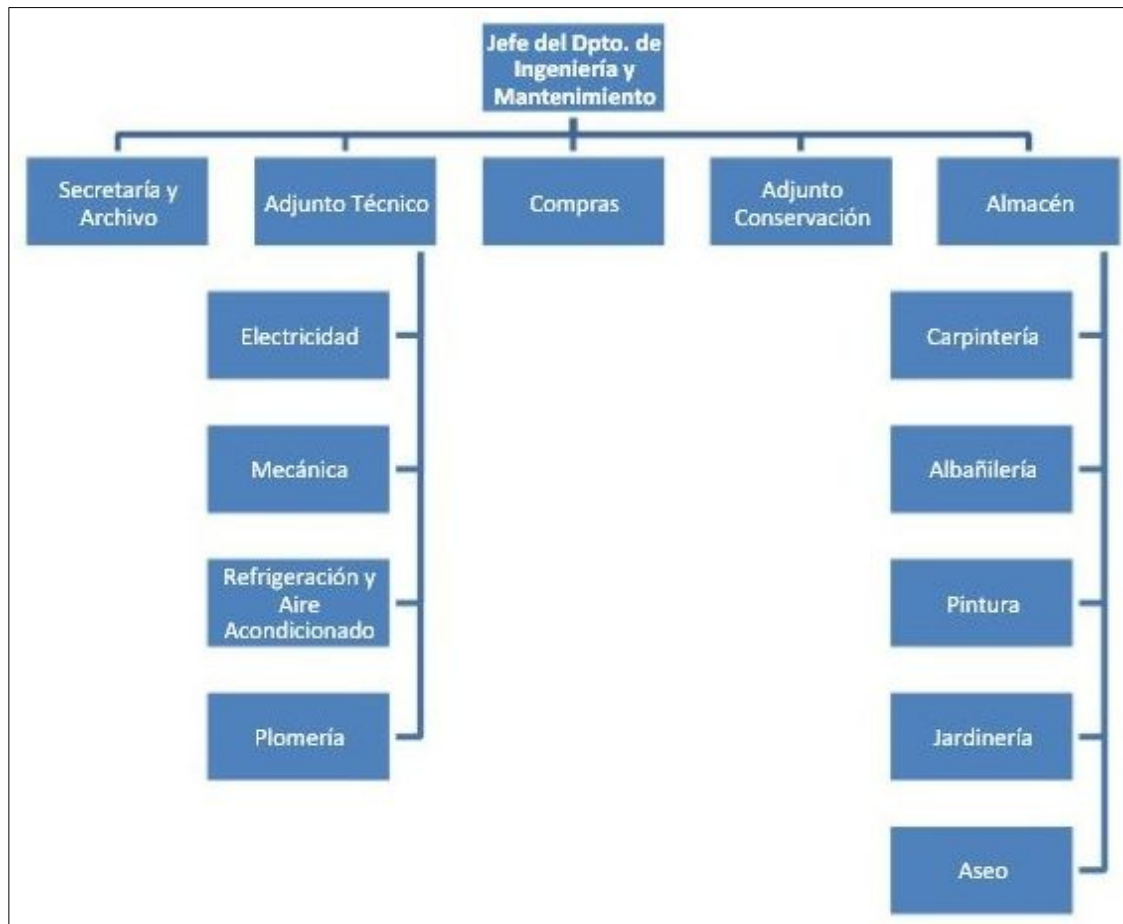 Jefe del Dpto. de
Ingeniería y
Mantenimiento
Secretaría y
Archivo
Adjunto Técnico
Compras
Adjunto
Conservación
Almacén
Electricidad
Mecánica
Refrigeración y
Aire
Acondicionado
Plomería
Carpintería
Albañilería
Pintura
Jardinería
Aseo